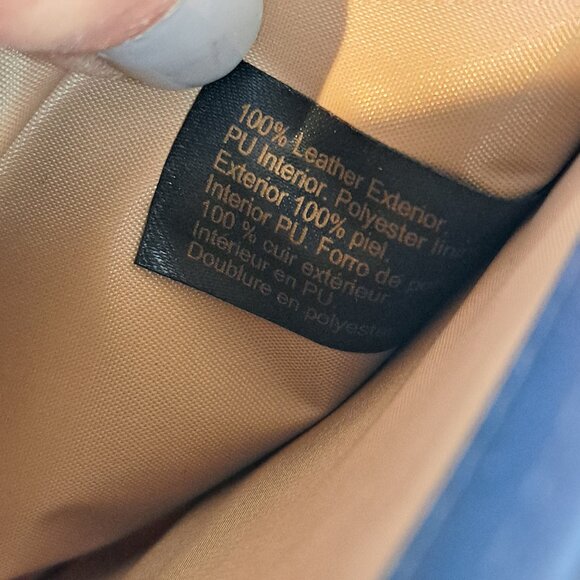 100% Leather Exterior.
PU Interior. Polyester
Exterior 100% piel.
Interior PU. Forro de
100 % cuir extérieur.
Intérieur en PU.
Doublure en